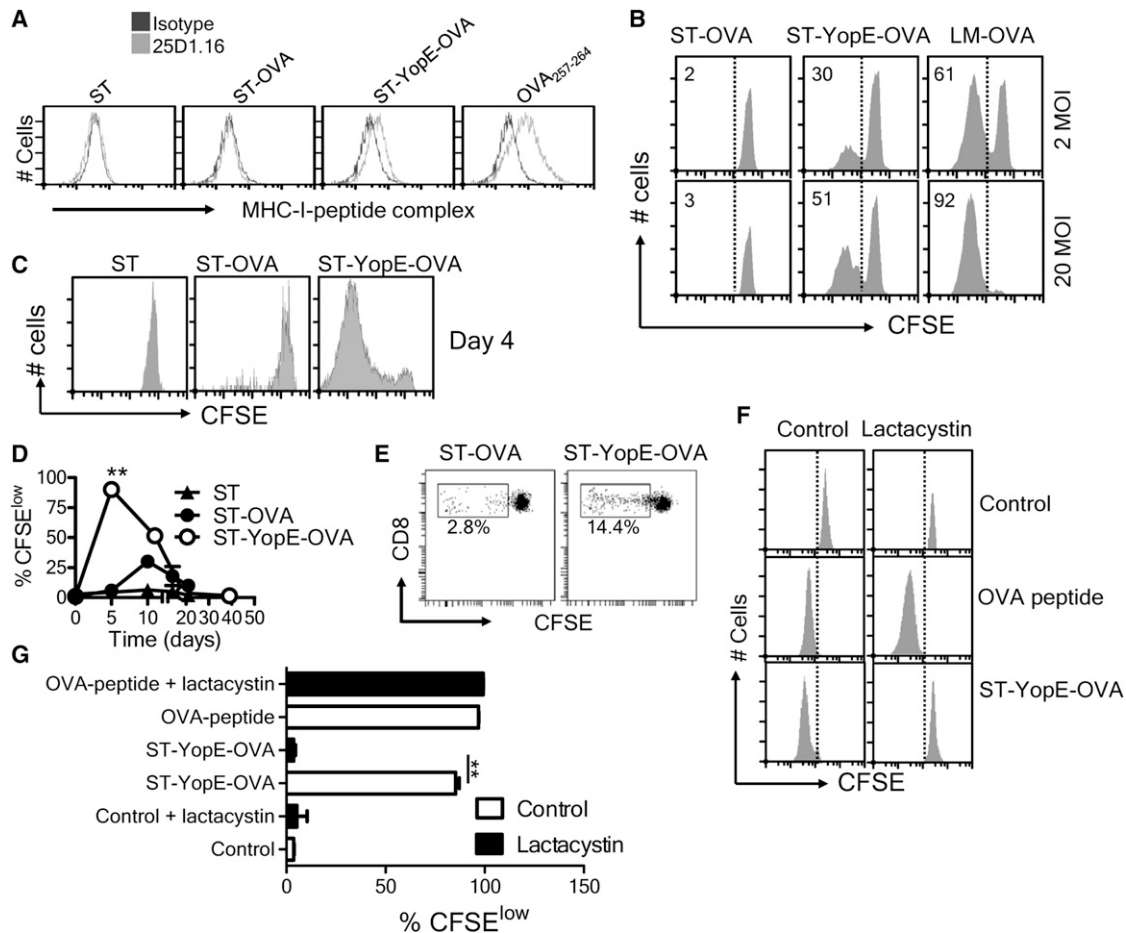 A
Isotype
25D1.16
ST
ST-OVA
ST-YopE-OVA
OVA257-264
# Cells
MHC-I-peptide complex
B
ST-OVA ST-YopE-OVA LM-OVA
2 30 61
2 MOI
3 51 92
20 MOI
# cells
CFSE
C
ST ST-OVA ST-YopE-OVA
# cells
Day 4
CFSE
D
100
75
50
25
0
% CFSElow
**
ST
ST-OVA
ST-YopE-OVA
0 5 10 20 30 40 50
Time (days)
E
ST-OVA ST-YopE-OVA
2.8% 14.4%
CD8
CFSE
F
Control Lactacystin
Control
OVA peptide
ST-YopE-OVA
# Cells
CFSE
G
OVA-peptide + lactacystin
OVA-peptide
ST-YopE-OVA
ST-YopE-OVA
Control + lactacystin
Control
**
Control
Lactacystin
0 50 100 150
% CFSElow